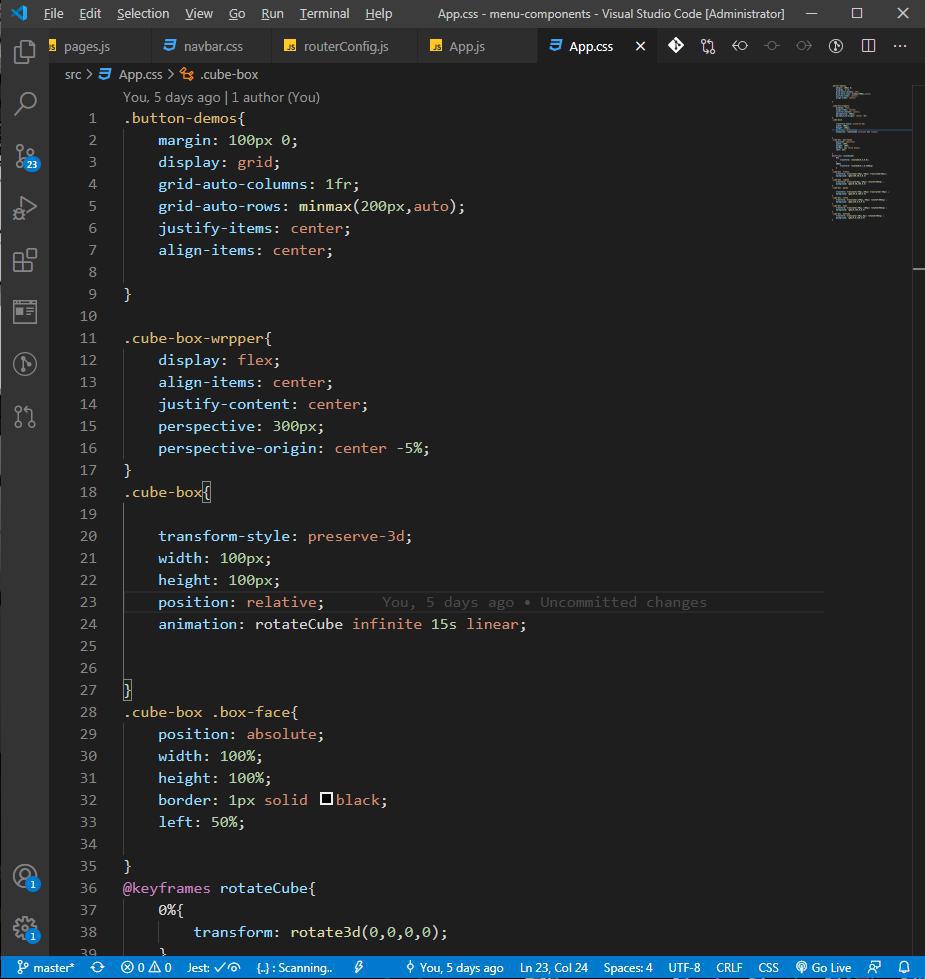 File Edit Selection View Go Run Terminal Help App.css - menu-components - Visual Studio Code [Administrator]
JS pages.js navbar.css JS routerConfig.js JS App.js App.css
src > App.css > .cube-box
You, 5 days ago | 1 author (You)
1 .button-demos{
2 margin: 100px 0;
3 display: grid;
4 grid-auto-columns: 1fr;
5 grid-auto-rows: minmax(200px,auto);
6 justify-items: center;
7 align-items: center;
8
9 }
10
11 .cube-box-wrpper{
12 display: flex;
13 align-items: center;
14 justify-content: center;
15 perspective: 300px;
16 perspective-origin: center -5%;
17 }
18 .cube-box{
19
20 transform-style: preserve-3d;
21 width: 100px;
22 height: 100px;
23 position: relative; You, 5 days ago • Uncommitted changes
24 animation: rotateCube infinite 15s linear;
25
26
27 }
28 .cube-box .box-face{
29 position: absolute;
30 width: 100%;
31 height: 100%;
32 border: 1px solid black;
33 left: 50%;
34
35 }
36 @keyframes rotateCube{
37 0%{
38 transform: rotate3d(0,0,0,0);
39 }
23
1
1
master* 0 0 Jest: {..} : Scanning.. You, 5 days ago Ln 23, Col 24 Spaces: 4 UTF-8 CRLF CSS Go Live